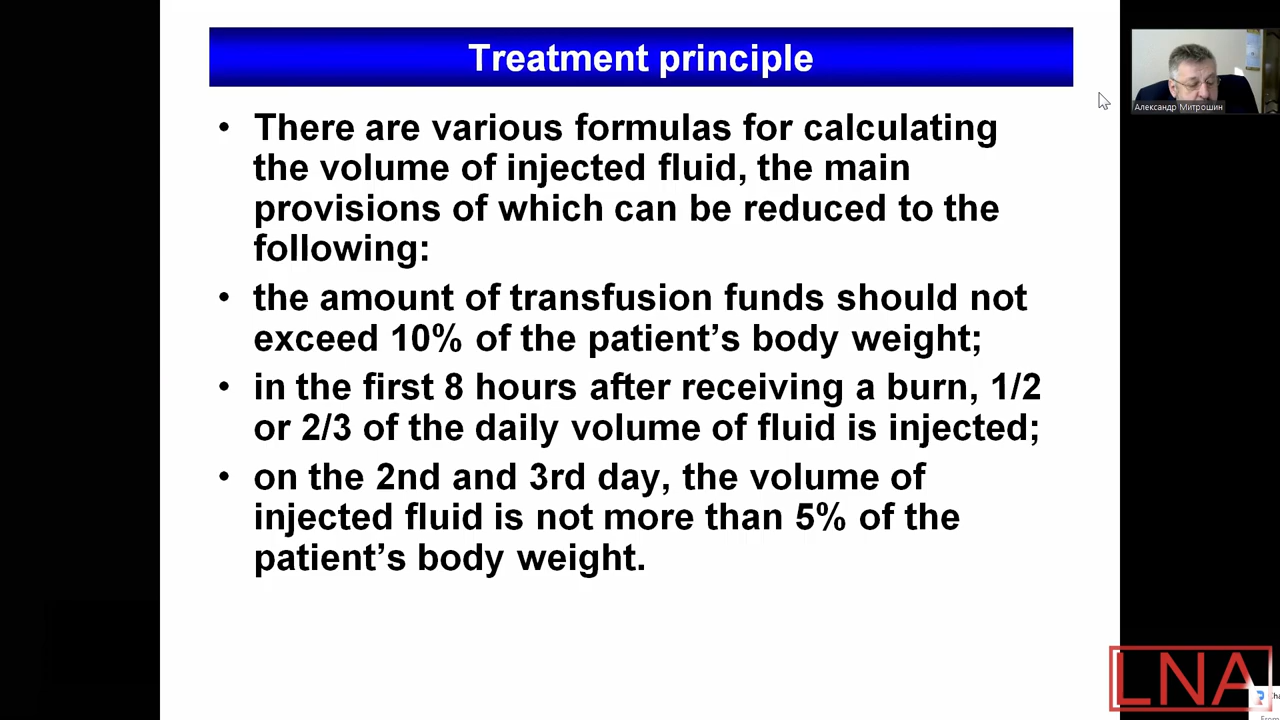 Treatment principle
• There are various formulas for calculating
the volume of injected fluid, the main
provisions of which can be reduced to the
following:
• the amount of transfusion funds should not
exceed 10% of the patient’s body weight;
• in the first 8 hours after receiving a burn, 1/2
or 2/3 of the daily volume of fluid is injected;
• on the 2nd and 3rd day, the volume of
injected fluid is not more than 5% of the
patient’s body weight.
Александр Митрошин
LNA